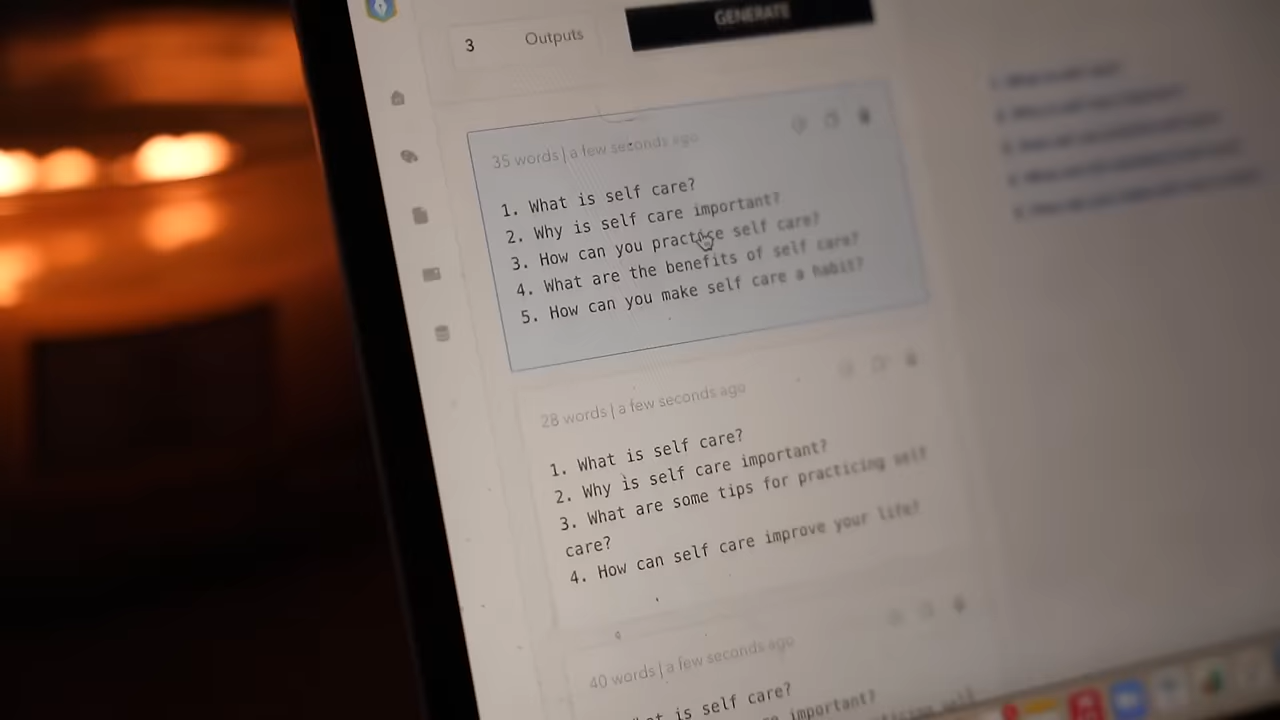 3 Outputs
GENERATE
35 words | a few seconds ago
1. What is self care?
2. Why is self care important?
3. How can you practice self care?
4. What are the benefits of self care?
5. How can you make self care a habit?
28 words | a few seconds ago
1. What is self care?
2. Why is self care important?
3. What are some tips for practicing self
care?
4. How can self care improve your life?
40 words | a few seconds ago
is self care?
important?